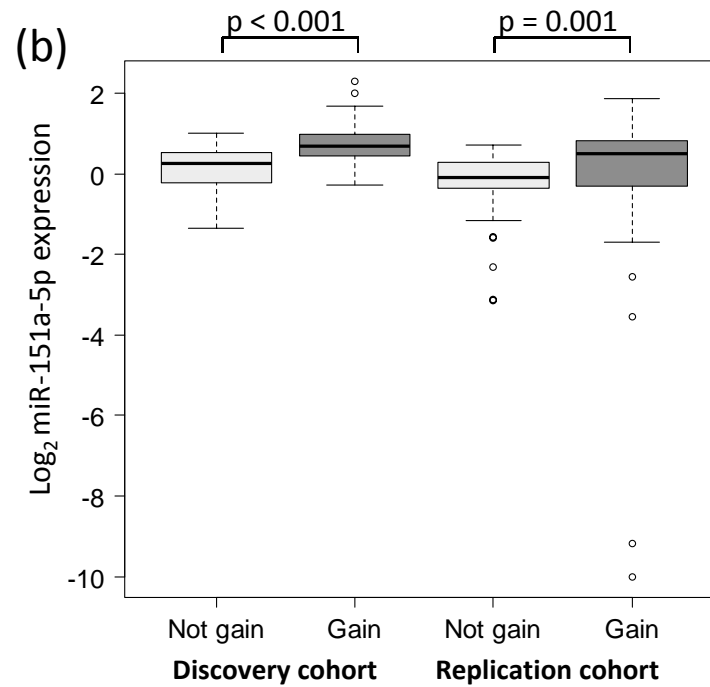 (b)
p < 0.001 p = 0.001
Log₂ miR-151a-5p expression
2
0
-2
-4
-6
-8
-10
Not gain Gain Not gain Gain
Discovery cohort Replication cohort